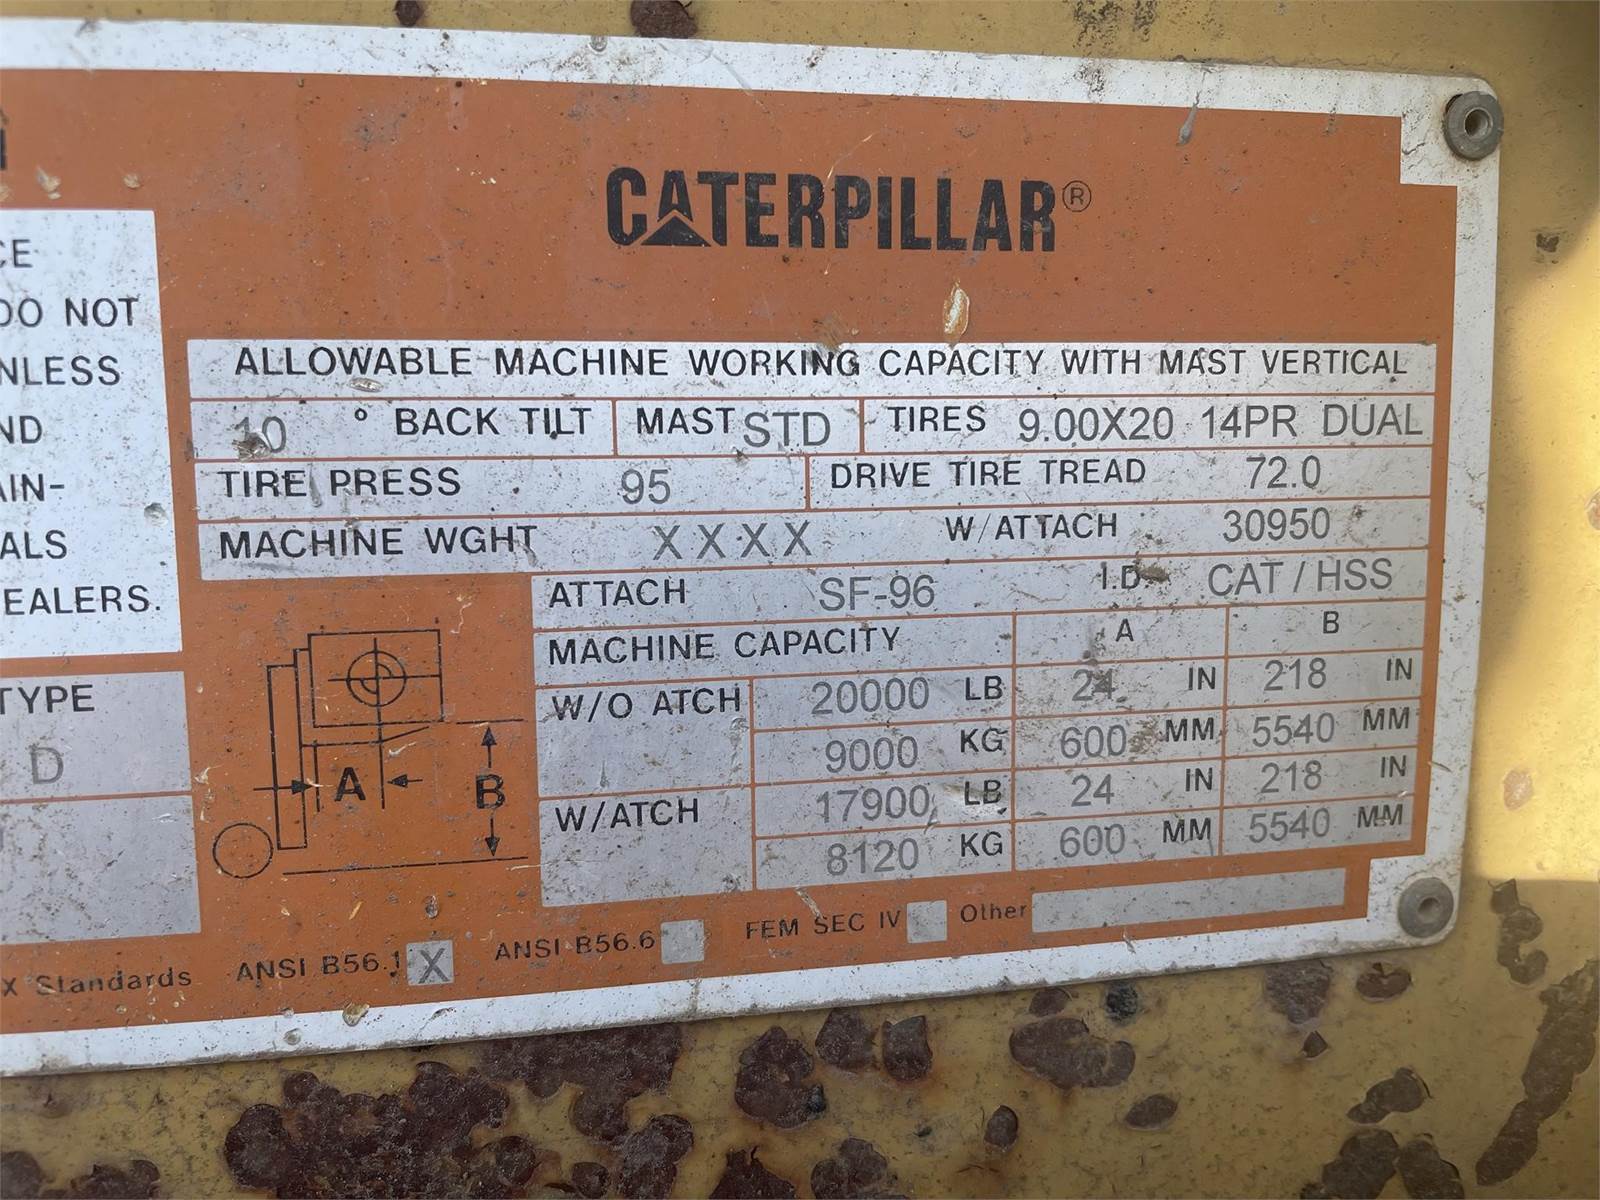 CE
DO NOT
NLESS
ND
AIN-
ALS
EALERS.
TYPE
D
CATERPILLAR®
ALLOWABLE MACHINE WORKING CAPACITY WITH MAST VERTICAL
10 ° BACK TILT MAST STD TIRES 9.00X20 14PR DUAL
TIRE PRESS 95 DRIVE TIRE TREAD 72.0
MACHINE WGHT XXXX W/ATTACH 30950
ATTACH SF-96 I.D. CAT/HSS
MACHINE CAPACITY A B
W/O ATCH 20000 LB 24 IN 218 IN
9000 KG 600 MM 5540 MM
W/ATCH 17900 LB 24 IN 218 IN
8120 KG 600 MM 5540 MM
A B
X Standards ANSI B56.1 X ANSI B56.6 FEM SEC IV Other